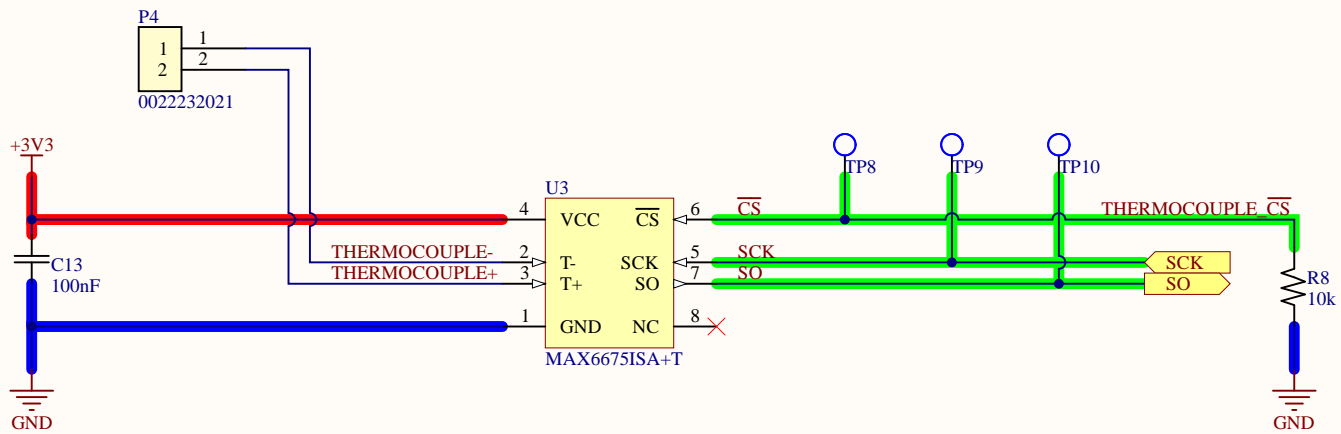 P4
1
1
2
2
0022232021
+3V3
TP8
TP9
TP10
U3
4
VCC
CS
6
CS
THERMOCOUPLE_CS
THERMOCOUPLE-
2
T-
SCK
5
SCK
SCK
THERMOCOUPLE+
3
T+
SO
7
SO
SO
C13
100nF
R8
10k
1
GND
NC
8
MAX6675ISA+T
GND
GND